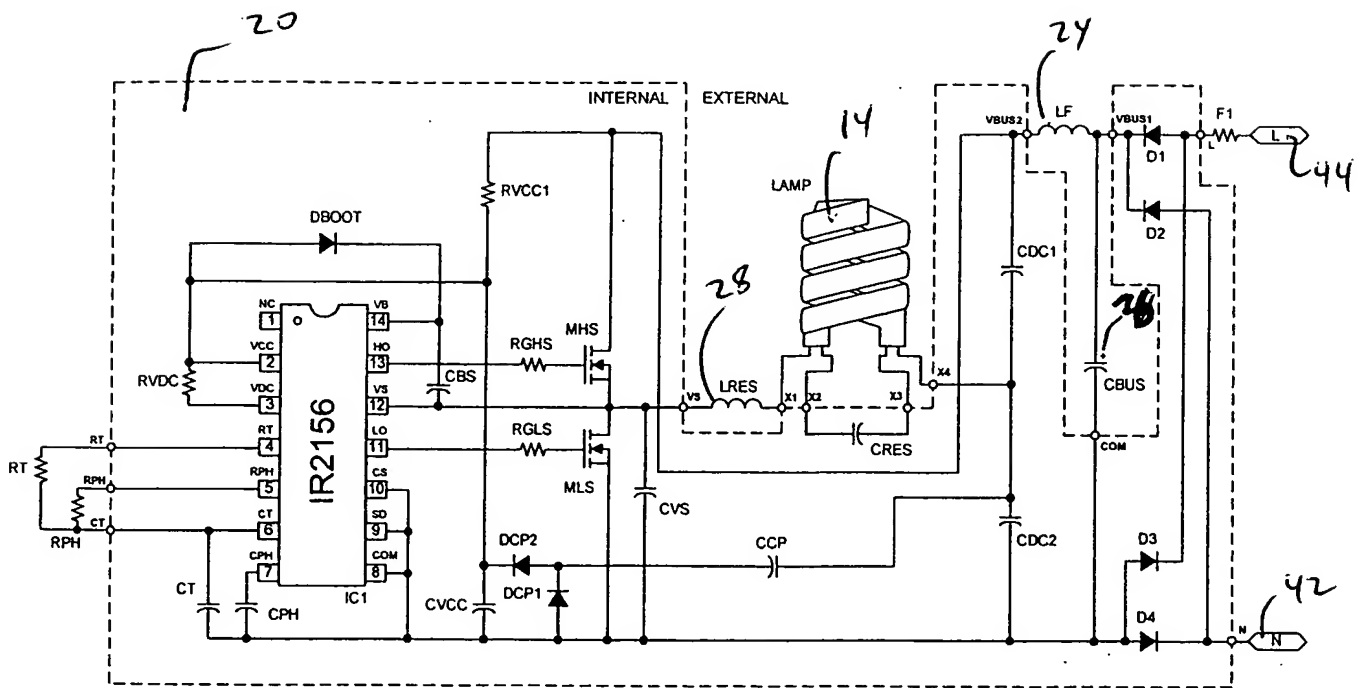 20
INTERNAL EXTERNAL
24
14
VBUS2
LF
VBUS1
F1
L
L
44
D1
LAMP
RVCC1
D2
DBOOT
CDC1
28
NC
1
VB
14
MHS
VCC
2
HO
13
RGHS
CBUS
RVDC
CBS
X4
VDC
3
VS
12
VS
LRES
X1
X2
X3
RT
RT
4
LO
11
RGLS
CRES
COM
RT
RPH
RPH
5
IR2156
CS
10
MLS
CVS
CT
CT
6
SD
9
CDC2
RPH
DCP2
CCP
D3
CPH
7
COM
8
CT
IC1
DCP1
CPH
CVCC
D4
42
N
N